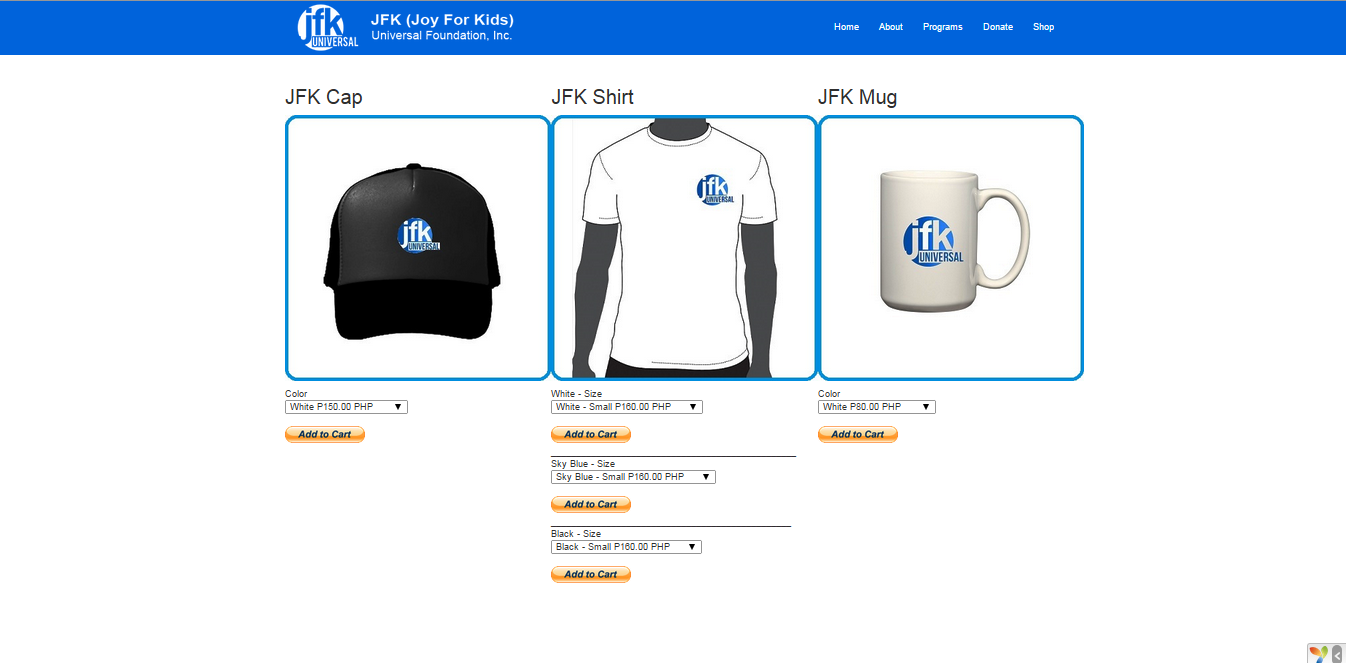 jfk
UNIVERSAL
JFK (Joy For Kids)
Universal Foundation, Inc.
Home About Programs Donate Shop
JFK Cap
JFK Shirt
JFK Mug
jfk
UNIVERSAL
jfk
UNIVERSAL
jfk
UNIVERSAL
Color
White P150.00 PHP
Add to Cart
White - Size
White - Small P160.00 PHP
Add to Cart
Sky Blue - Size
Sky Blue - Small P160.00 PHP
Add to Cart
Black - Size
Black - Small P160.00 PHP
Add to Cart
Color
White P80.00 PHP
Add to Cart